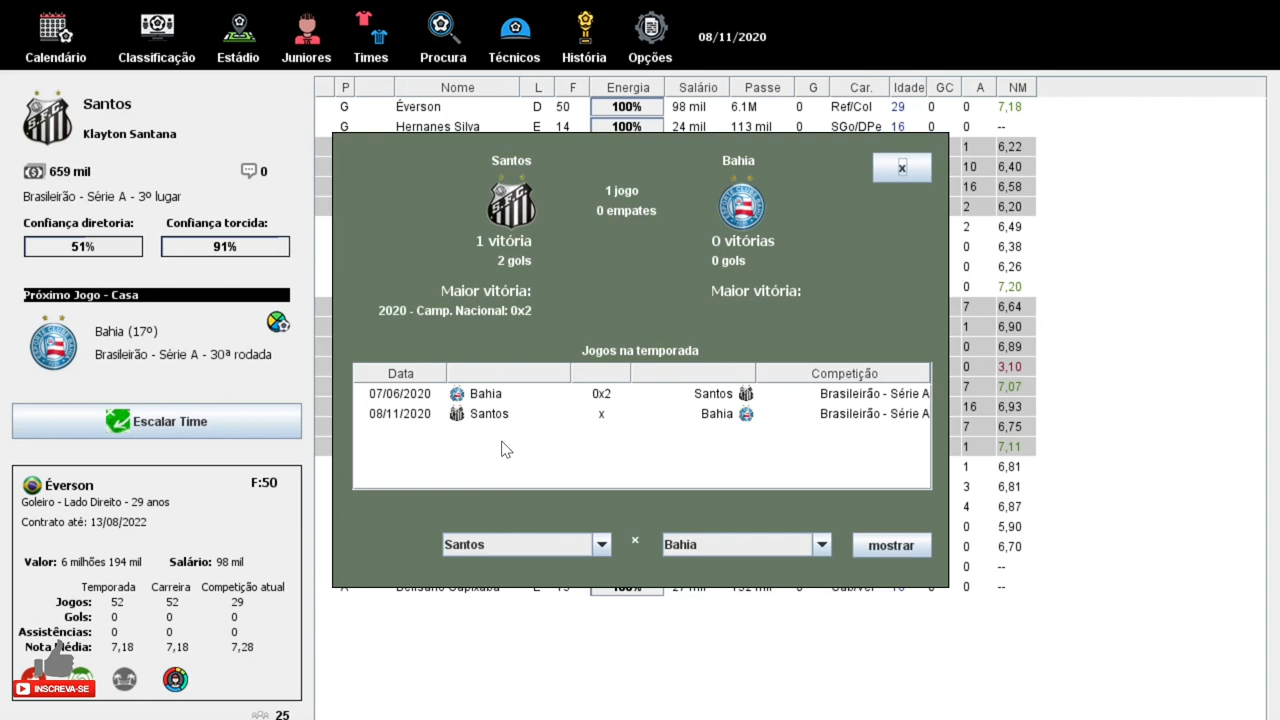 Calendário Classificação Estádio Juniores Times Procura Técnicos História Opções 08/11/2020
Santos
Klayton Santana
659 mil 0
Brasileirão - Série A - 3º lugar
Confiança diretoria: Confiança torcida:
51% 91%
Próximo Jogo - Casa
Bahia (17º)
Brasileirão - Série A - 30ª rodada
Escalar Time
Éverson F:50
Goleiro - Lado Direito - 29 anos
Contrato até: 13/08/2022
Valor: 6 milhões 194 mil Salário: 98 mil
Temporada Carreira Competição atual
Jogos: 52 52 29
Gols: 0 0 0
Assistências: 0 0 0
Nota Média: 7,18 7,18 7,28
INSCREVA-SE
25
P Nome L F Energia Salário Passe G Car. Idade GC A NM
G Éverson D 50 100% 98 mil 6.1M 0 Ref/Col 29 0 0 7,18
G Hernanes Silva E 14 100% 24 mil 113 mil 0 SGo/DPe 16 0 0 --
1 6,22
10 6,40
16 6,58
2 6,20
2 6,49
0 6,38
0 6,26
0 7,20
7 6,64
1 6,90
0 6,89
0 3,10
7 7,07
16 6,93
7 6,75
1 7,11
1 6,81
3 6,81
4 6,87
0 5,90
0 6,70
0 --
0 --
Santos Bahia
x
1 jogo
0 empates
1 vitória 0 vitórias
2 gols 0 gols
Maior vitória: Maior vitória:
2020 - Camp. Nacional: 0x2
Jogos na temporada
Data Competição
07/06/2020 Bahia 0x2 Santos Brasileirão - Série A
08/11/2020 Santos x Bahia Brasileirão - Série A
Santos × Bahia mostrar